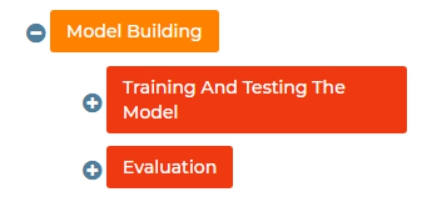 Model Building
Training And Testing The
Model
Evaluation